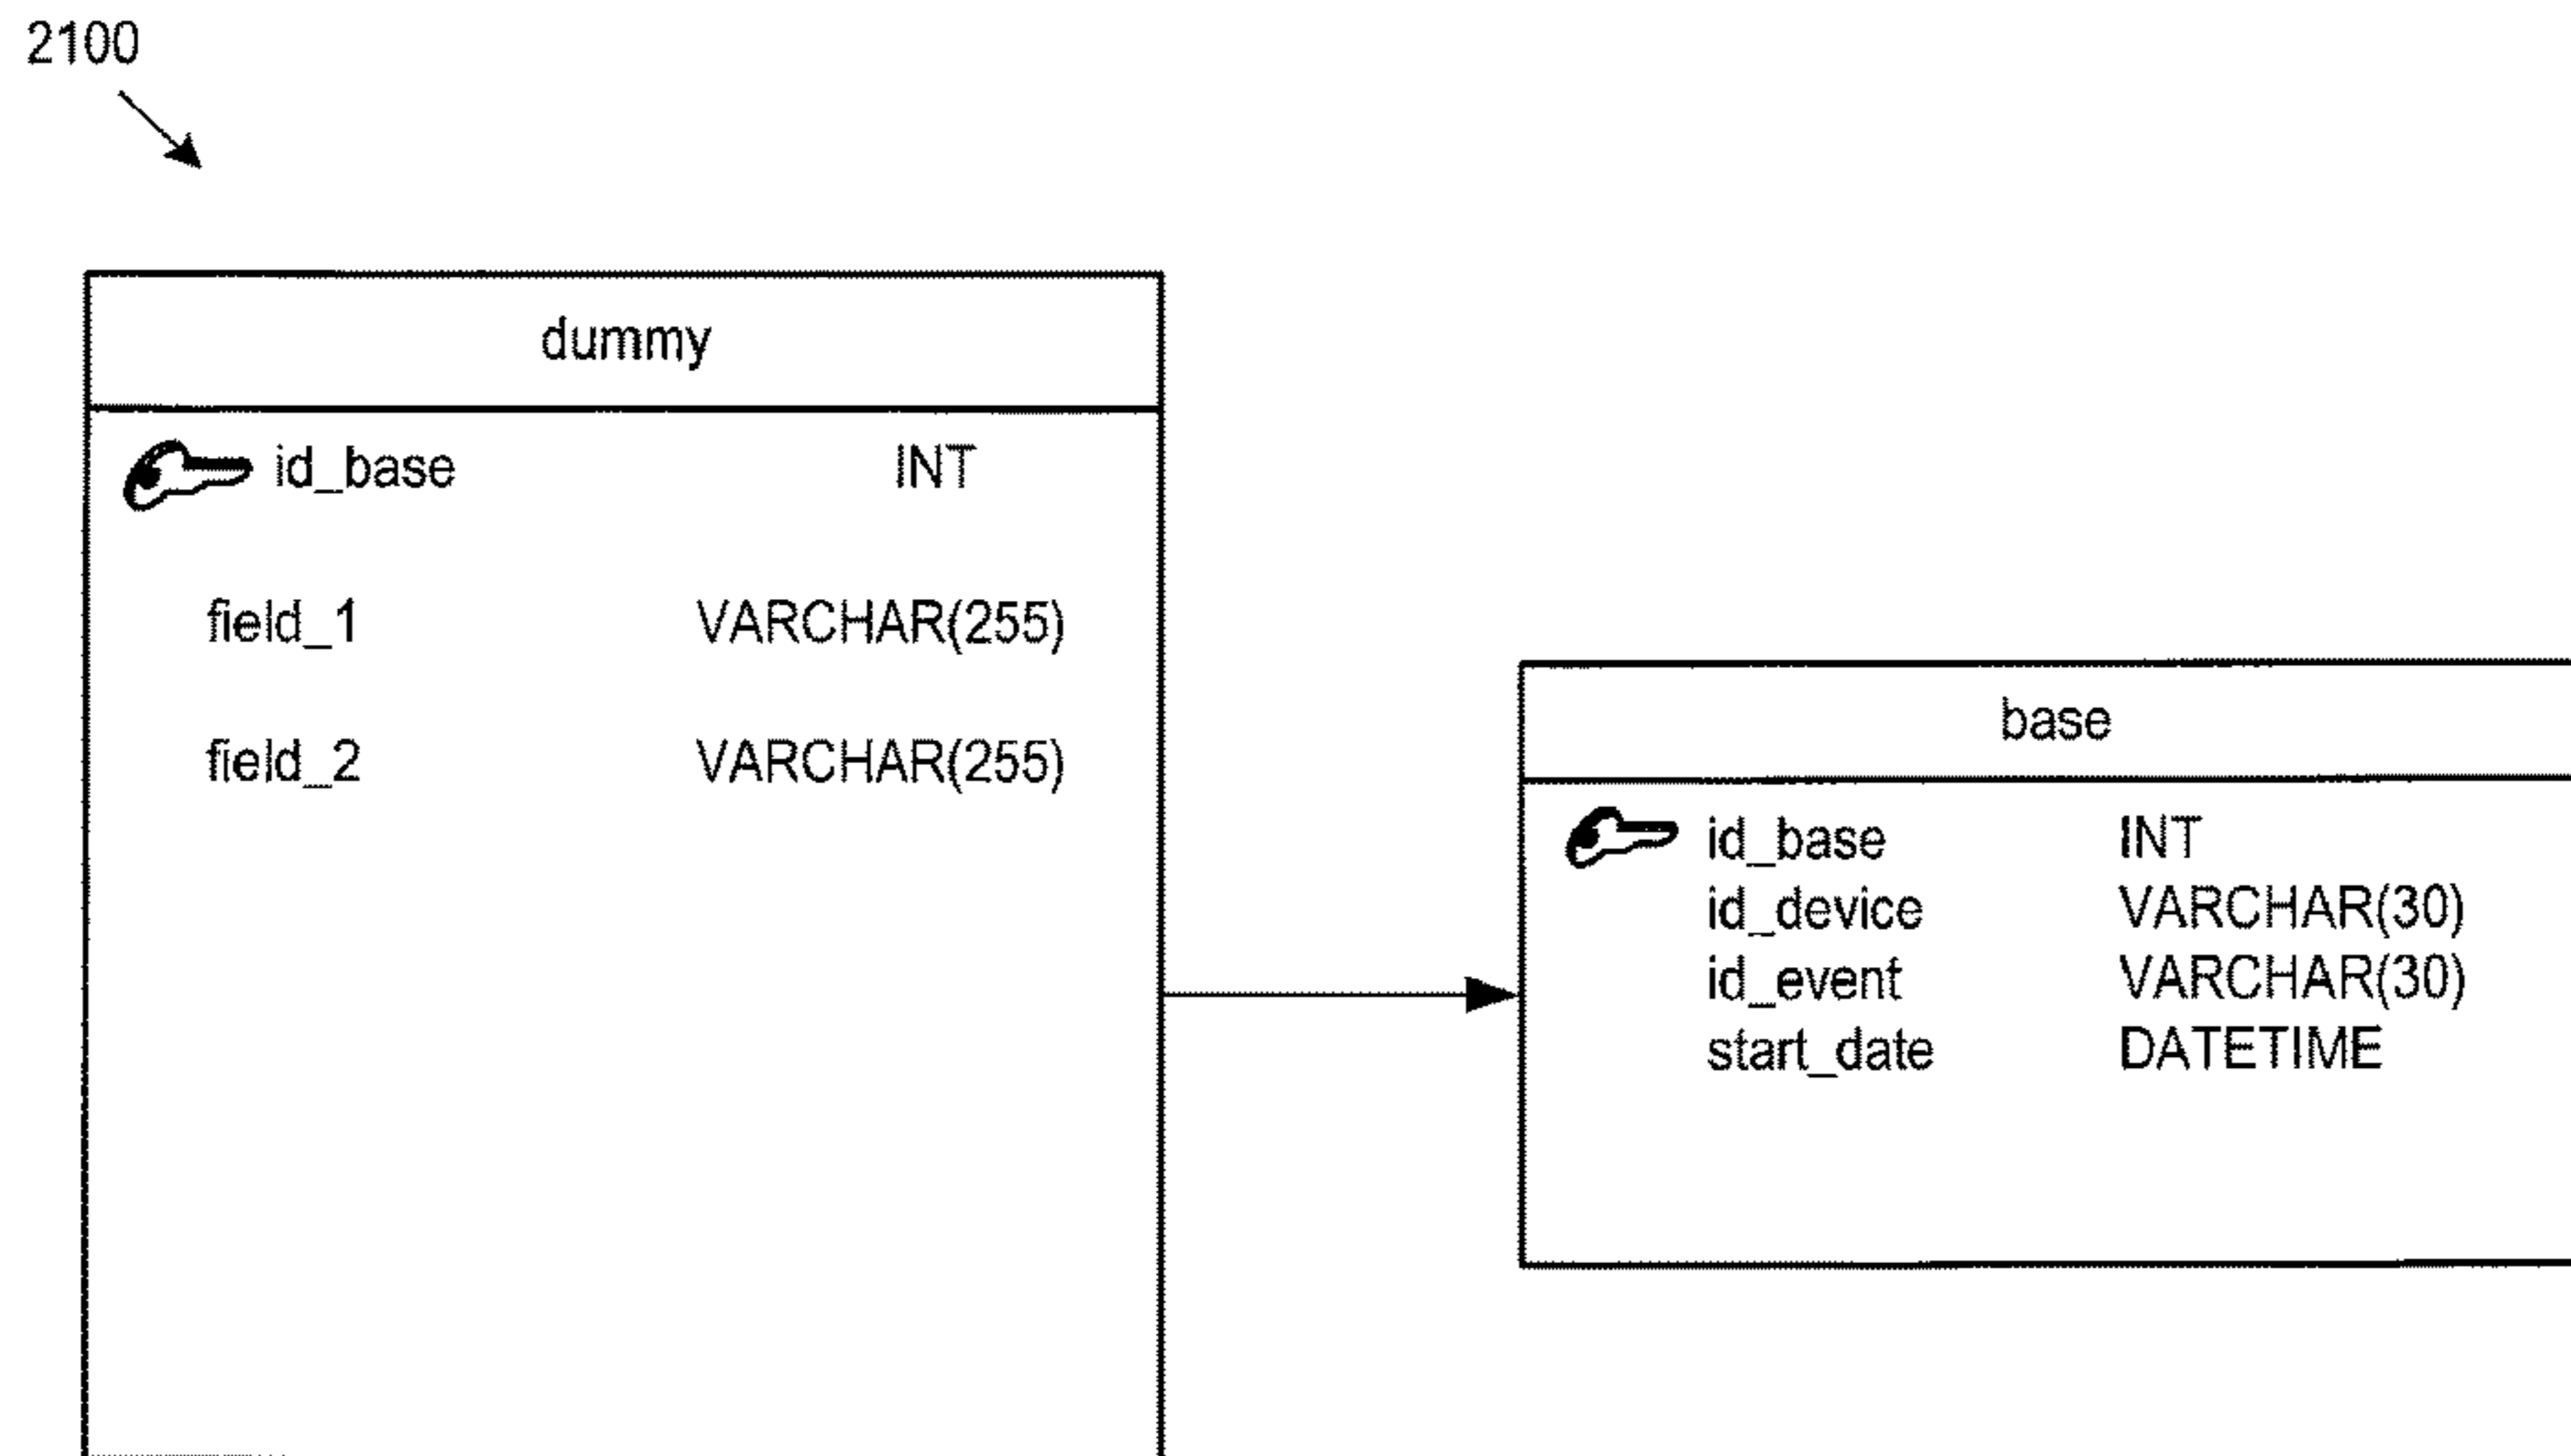 2100
dummy
id_base INT
field_1 VARCHAR(255)
field_2 VARCHAR(255)
base
id_base INT
id_device VARCHAR(30)
id_event VARCHAR(30)
start_date DATETIME